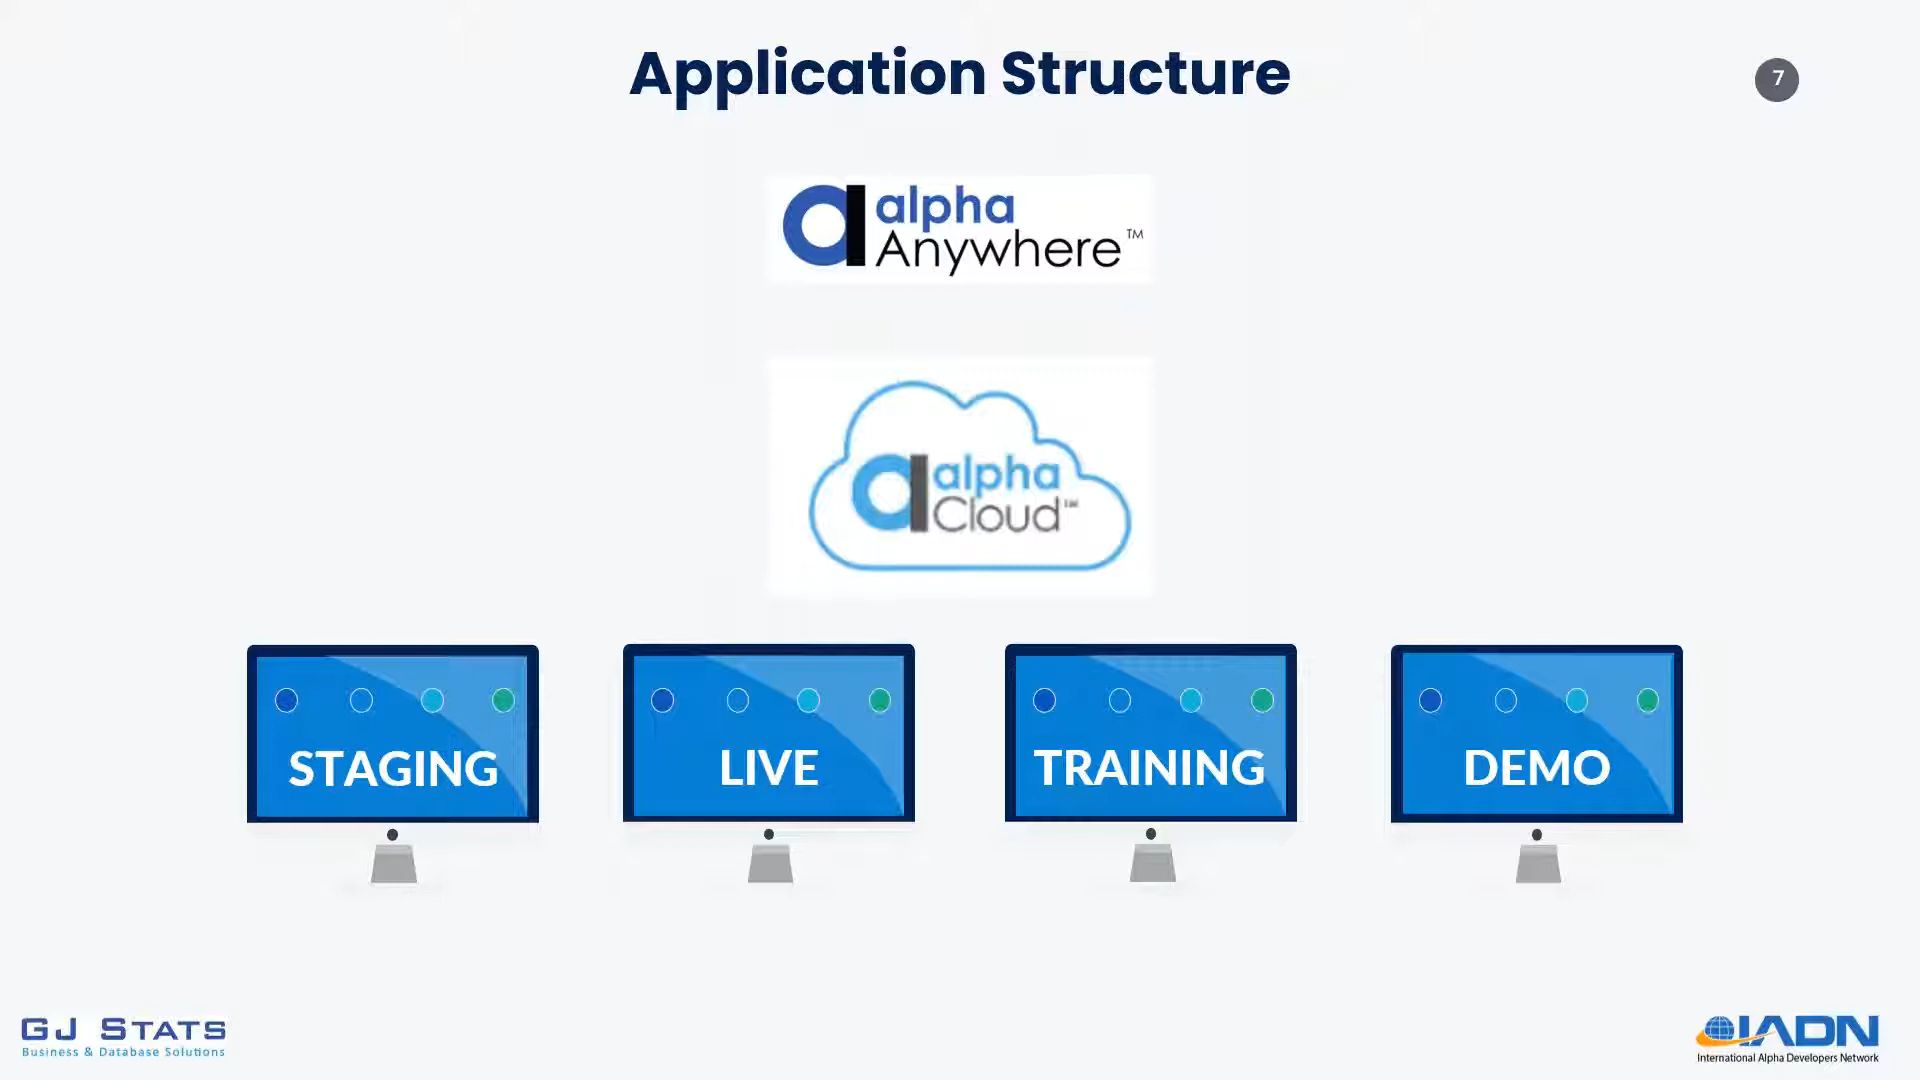 Application Structure
7
alpha
Anywhere™
alpha
Cloud™
STAGING
LIVE
TRAINING
DEMO
GJ STATS
Business & Database Solutions
IADN
International Alpha Developers Network